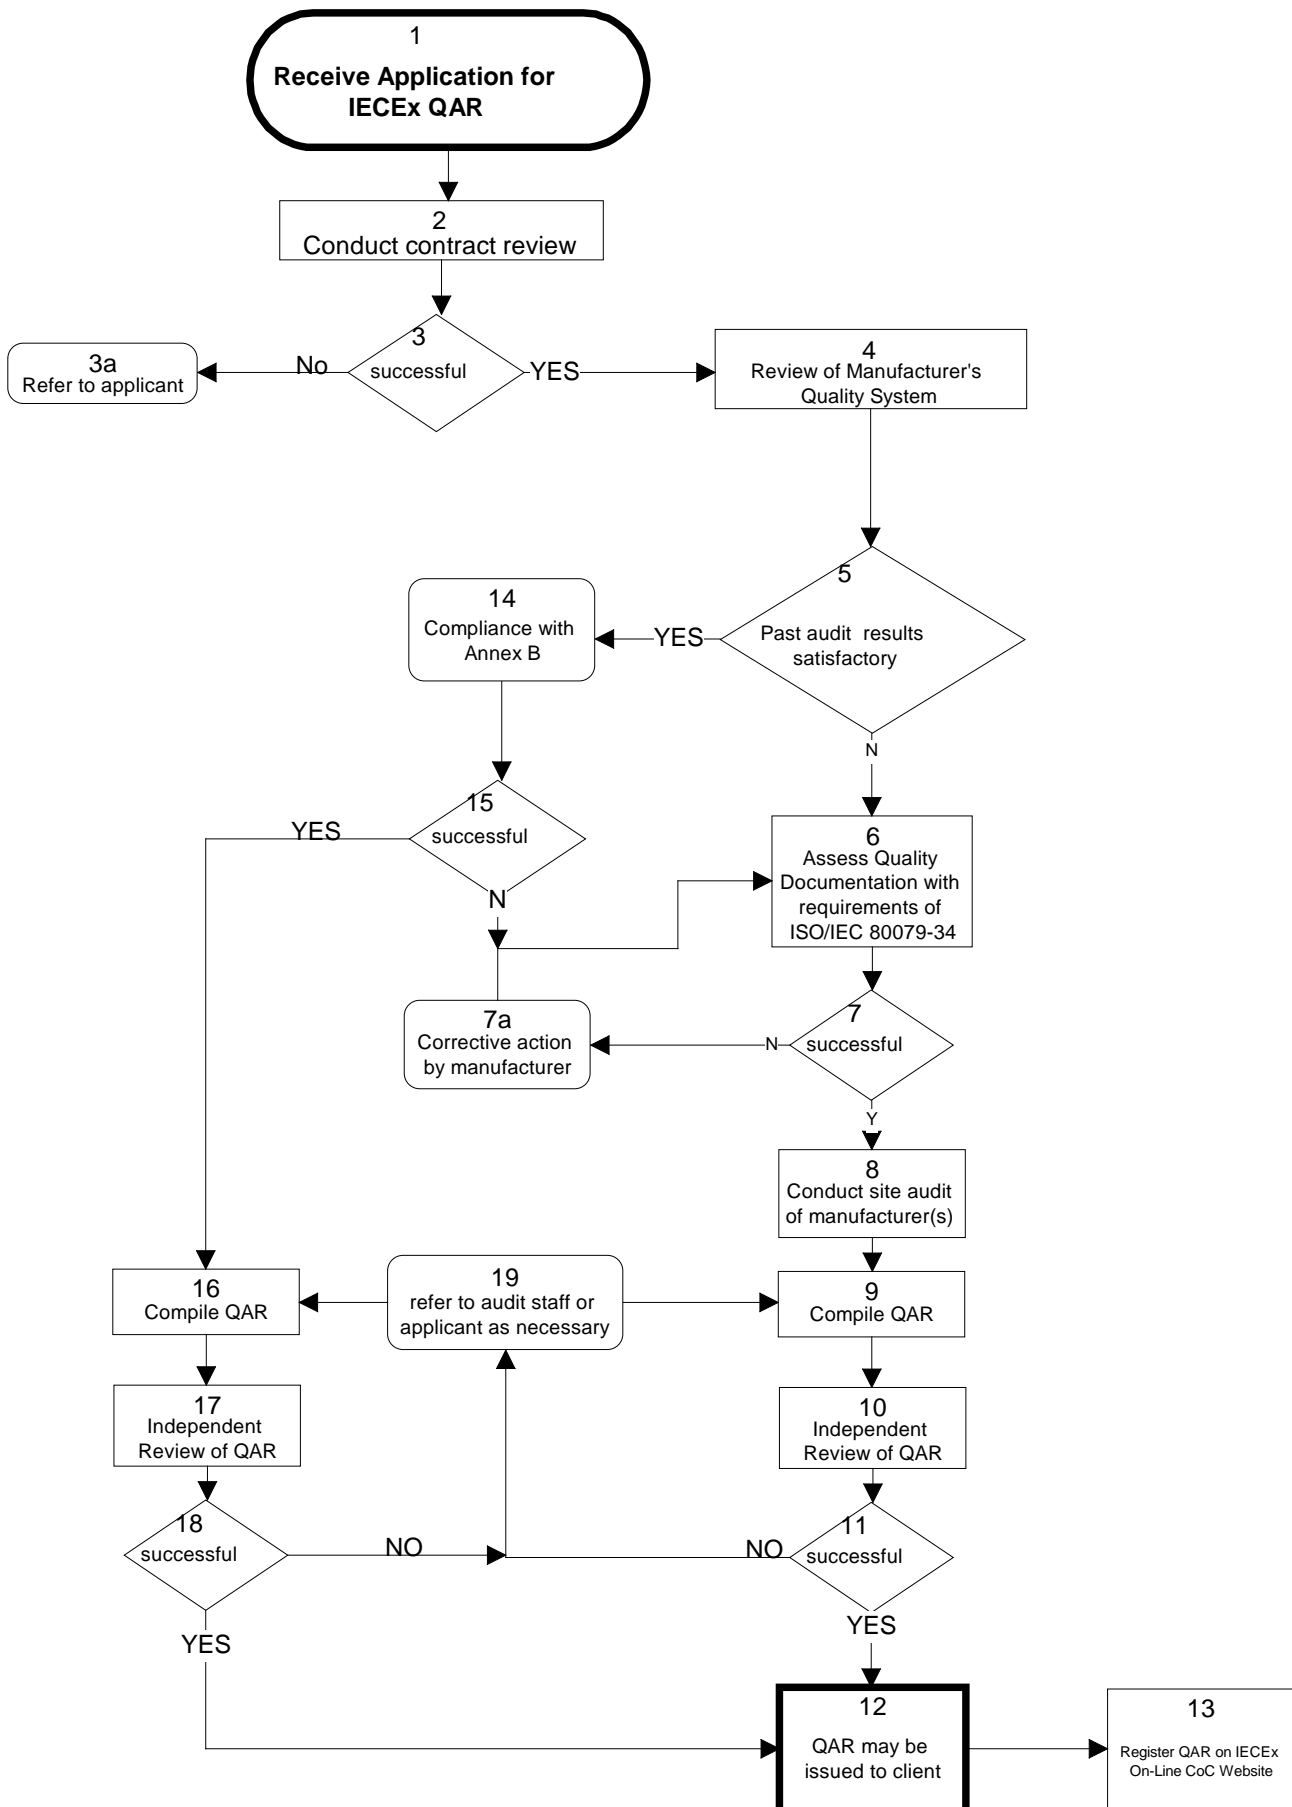 1
Receive Application for
IECEx QAR
2
Conduct contract review
3
successful
No
YES
3a
Refer to applicant
4
Review of Manufacturer's
Quality System
5
Past audit results
satisfactory
YES
N
14
Compliance with
Annex B
15
successful
YES
N
6
Assess Quality
Documentation with
requirements of
ISO/IEC 80079-34
7
successful
N
Y
7a
Corrective action
by manufacturer
8
Conduct site audit
of manufacturer(s)
16
Compile QAR
19
refer to audit staff or
applicant as necessary
9
Compile QAR
17
Independent
Review of QAR
10
Independent
Review of QAR
18
successful
NO
YES
11
successful
NO
YES
12
QAR may be
issued to client
13
Register QAR on IECEx
On-Line CoC Website